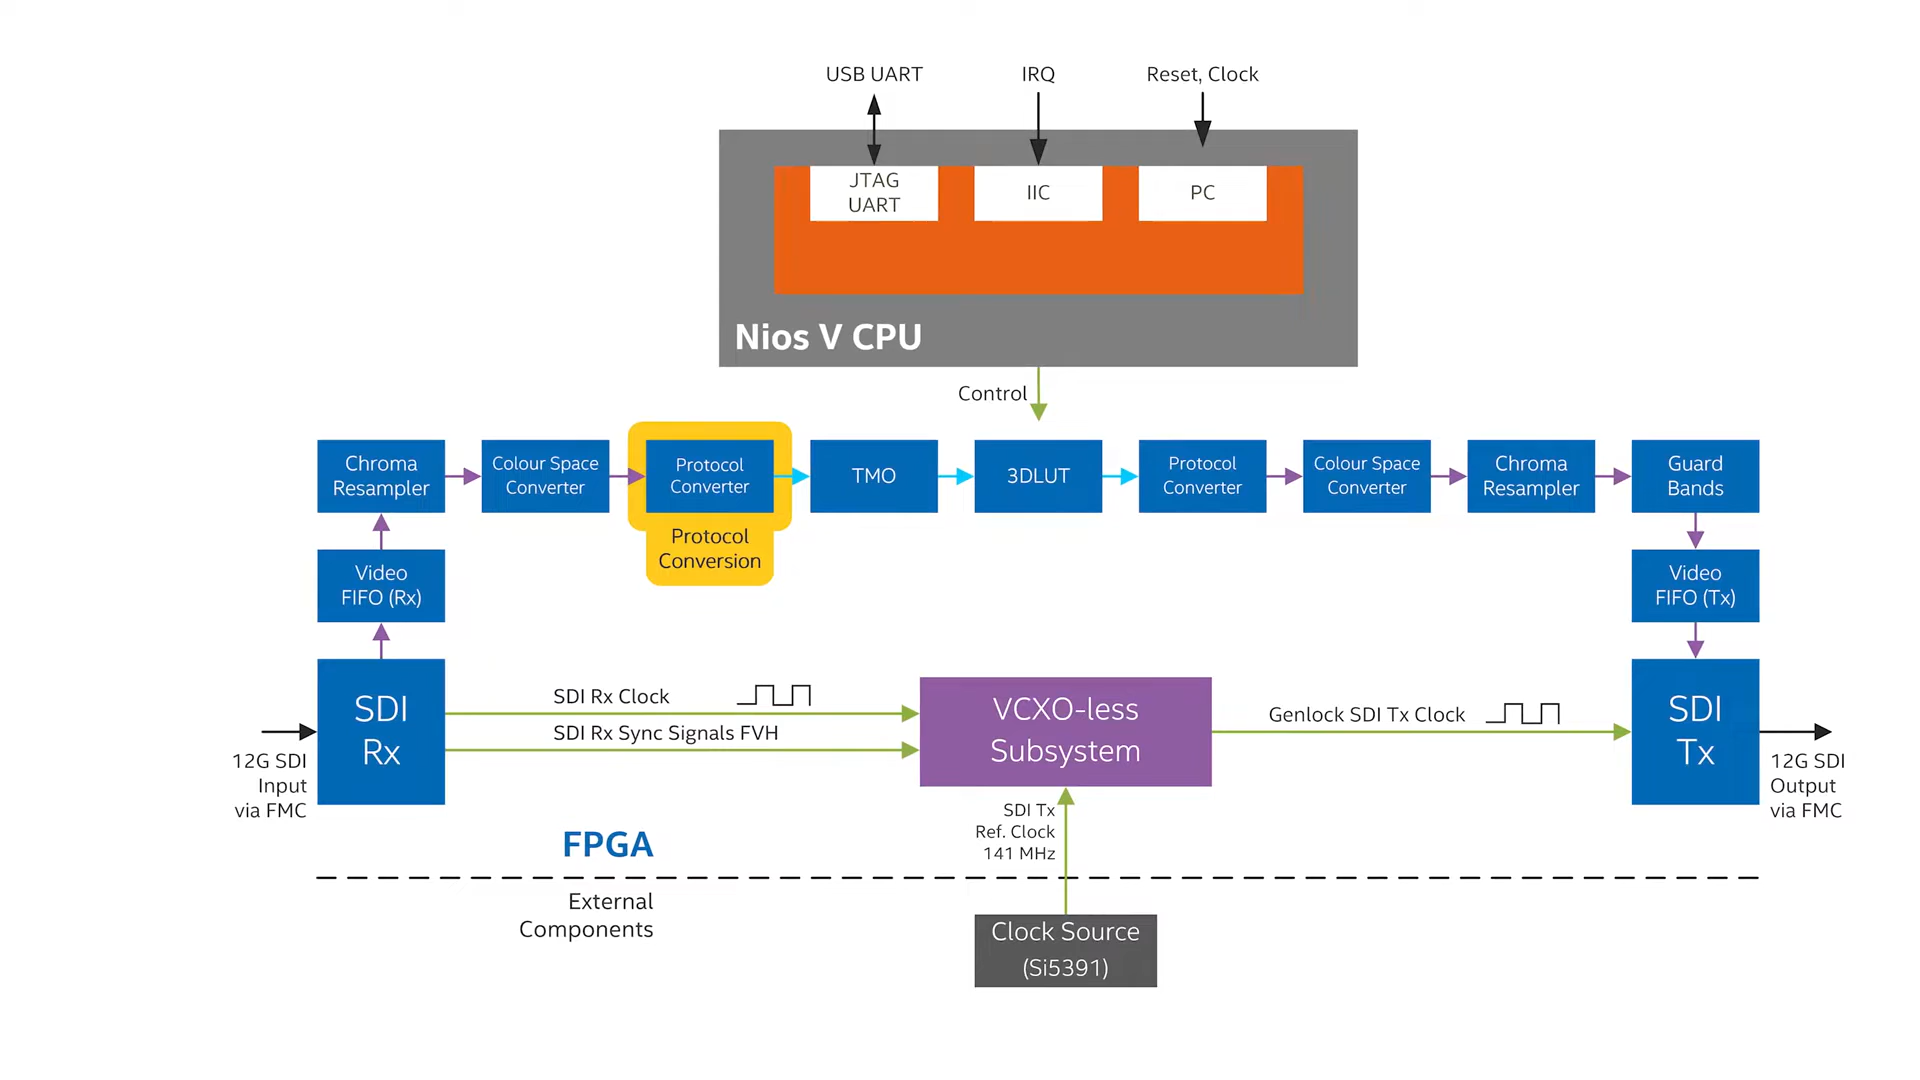 USB UART
IRQ
Reset, Clock
JTAG
UART
IIC
PC
Nios V CPU
Control
Chroma
Resampler
Colour Space
Converter
Protocol
Converter
TMO
3DLUT
Protocol
Converter
Colour Space
Converter
Chroma
Resampler
Guard
Bands
Protocol
Conversion
Video
FIFO (Rx)
Video
FIFO (Tx)
SDI
Rx
SDI Rx Clock
SDI Rx Sync Signals FVH
VCXO-less
Subsystem
Genlock SDI Tx Clock
SDI
Tx
12G SDI
Input
via FMC
12G SDI
Output
via FMC
SDI Tx
Ref. Clock
141 MHz
FPGA
External
Components
Clock Source
(Si5391)